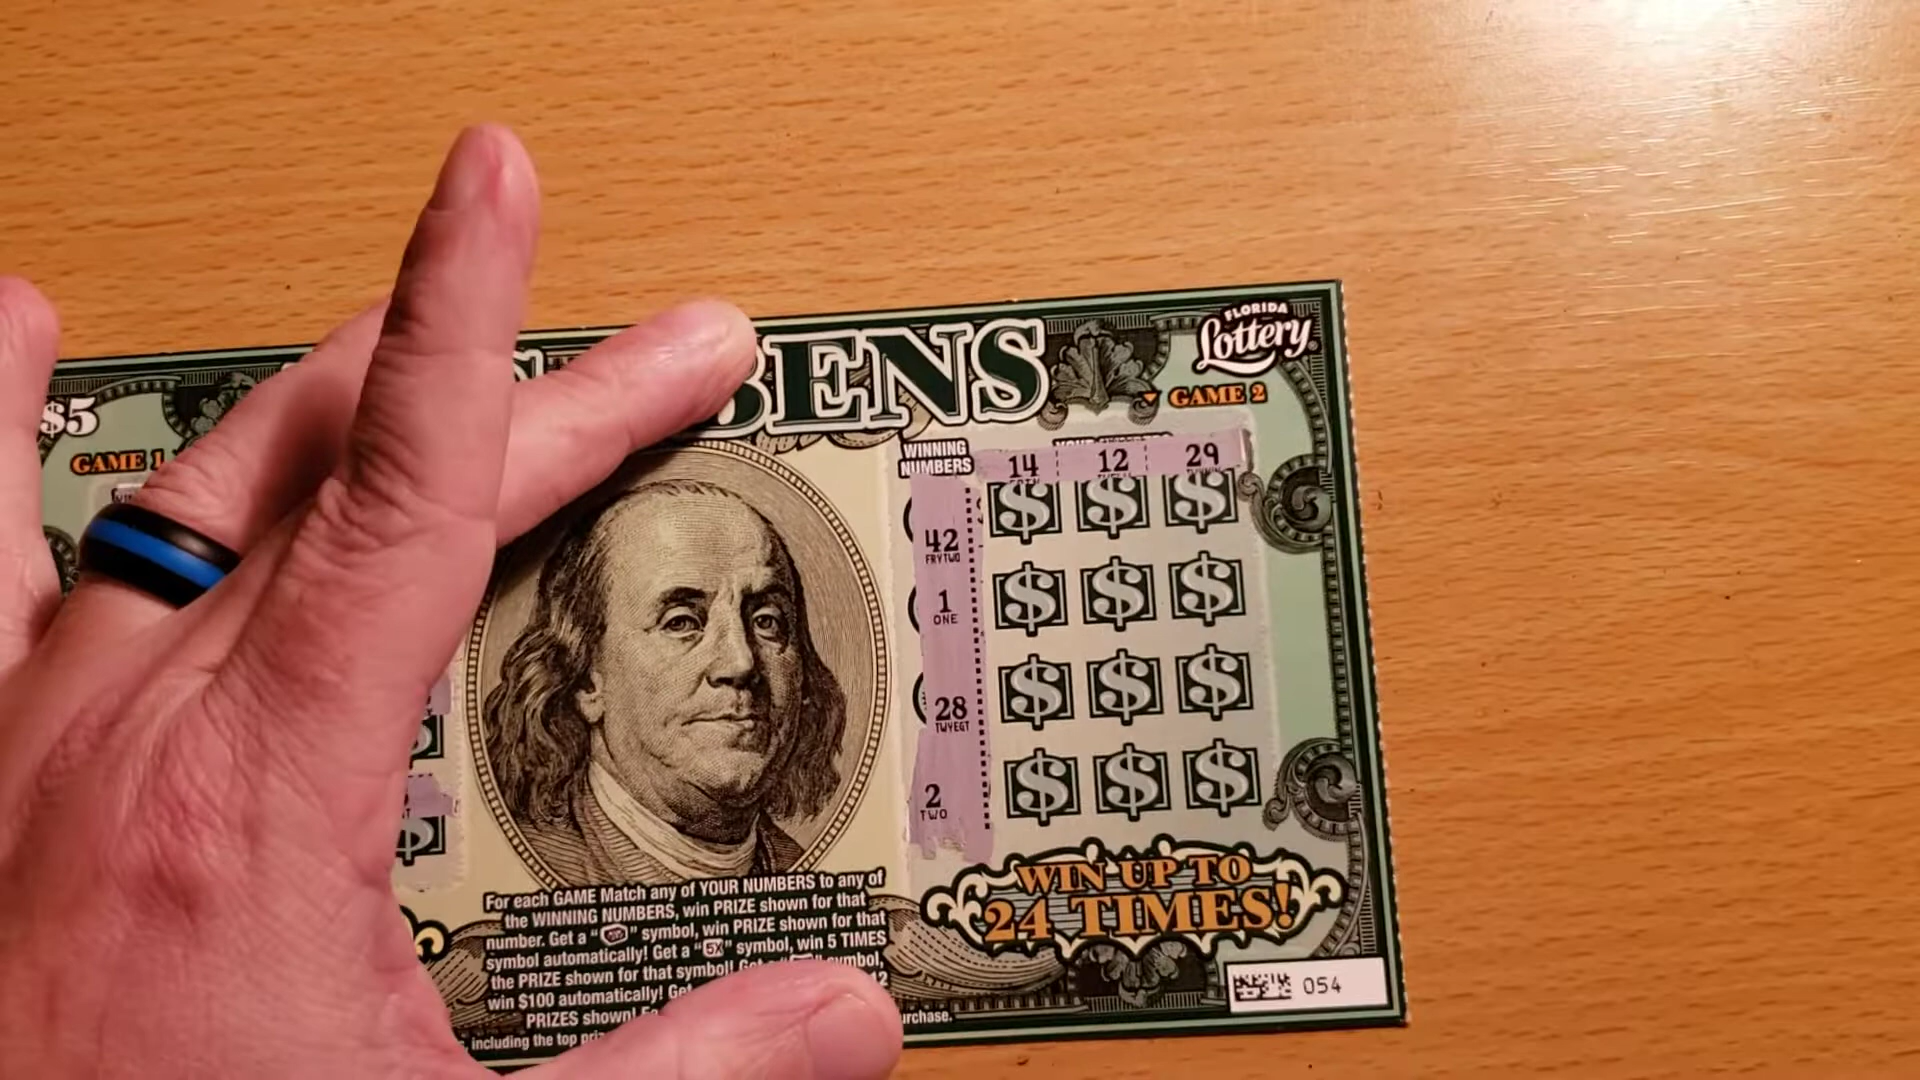 BENS
FLORIDA
Lottery
$5
GAME 1
GAME 2
WINNING
NUMBERS
14 12 29
42
FRYTWO
1
ONE
28
TWYEGT
2
TWO
For each GAME Match any of YOUR NUMBERS to any of
the WINNING NUMBERS, win PRIZE shown for that
number. Get a " " symbol, win PRIZE shown for that
symbol automatically! Get a "5X" symbol, win 5 TIMES
the PRIZE shown for that symbol! symbol,
win $100 automatically! Get 12
PRIZES shown!
including the top
WIN UP TO
24 TIMES!
054